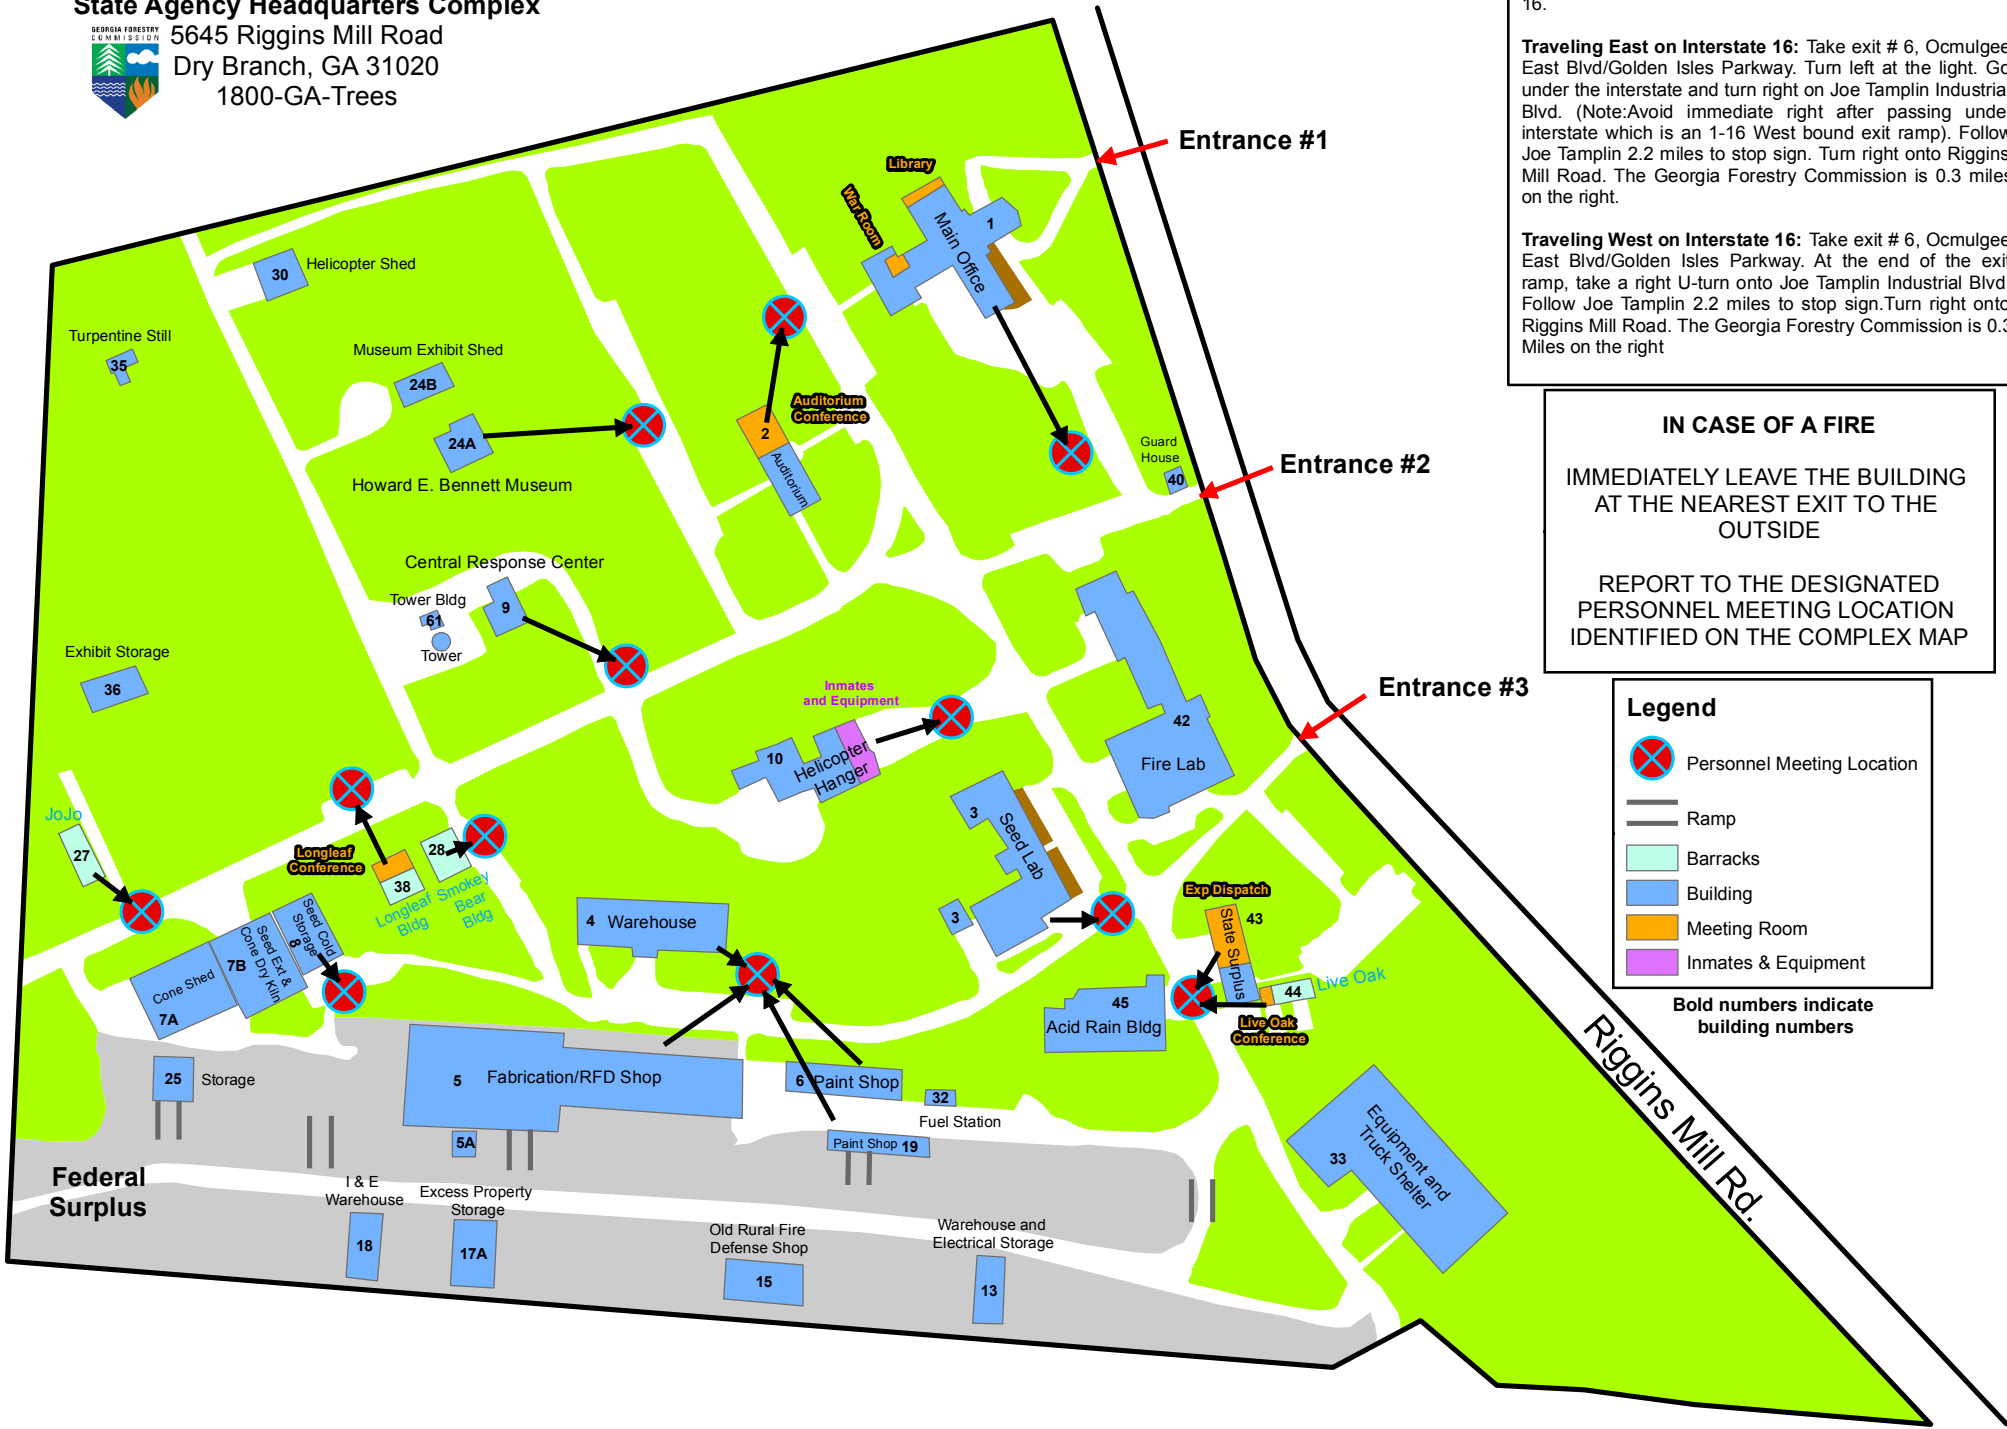 State Agency Headquarters Complex
GEORGIA FORESTRY
COMMISSION
5645 Riggins Mill Road
Dry Branch, GA 31020
1800-GA-Trees
16.
Traveling East on Interstate 16: Take exit # 6, Ocmulgee
East Blvd/Golden Isles Parkway. Turn left at the light. Go
under the interstate and turn right on Joe Tamplin Industrial
Blvd. (Note:Avoid immediate right after passing under
interstate which is an 1-16 West bound exit ramp). Follow
Joe Tamplin 2.2 miles to stop sign. Turn right onto Riggins
Mill Road. The Georgia Forestry Commission is 0.3 miles
on the right.
Traveling West on Interstate 16: Take exit # 6, Ocmulgee
East Blvd/Golden Isles Parkway. At the end of the exit
ramp, take a right U-turn onto Joe Tamplin Industrial Blvd.
Follow Joe Tamplin 2.2 miles to stop sign.Turn right onto
Riggins Mill Road. The Georgia Forestry Commission is 0.3
Miles on the right
IN CASE OF A FIRE
IMMEDIATELY LEAVE THE BUILDING
AT THE NEAREST EXIT TO THE
OUTSIDE
REPORT TO THE DESIGNATED
PERSONNEL MEETING LOCATION
IDENTIFIED ON THE COMPLEX MAP
Legend
Personnel Meeting Location
Ramp
Barracks
Building
Meeting Room
Inmates & Equipment
Bold numbers indicate
building numbers
Entrance #1
Entrance #2
Entrance #3
Riggins Mill Rd.
Library
War Room
Main Office
1
30
Helicopter Shed
Turpentine Still
35
Museum Exhibit Shed
24B
24A
Howard E. Bennett Museum
Auditorium
Conference
2
Auditorium
Guard
House
40
Central Response Center
9
Tower Bldg
61
Tower
Exhibit Storage
36
Inmates
and Equipment
10
Helicopter
Hanger
42
Fire Lab
3
Seed Lab
3
JoJo
27
Longleaf
Conference
38
Longleaf
Bldg
28
Smokey
Bear
Bldg
4
Warehouse
Exp Dispatch
43
State Surplus
44
Live Oak
Live Oak
Conference
45
Acid Rain Bldg
Seed Cold
Storage
8
7B
Seed Ext &
Cone Dry Kiln
Cone Shed
7A
25
Storage
5
Fabrication/RFD Shop
5A
6
Paint Shop
32
Fuel Station
Paint Shop
19
Equipment and
Truck Shelter
33
Federal
Surplus
I & E
Warehouse
18
Excess Property
Storage
17A
Old Rural Fire
Defense Shop
15
Warehouse and
Electrical Storage
13